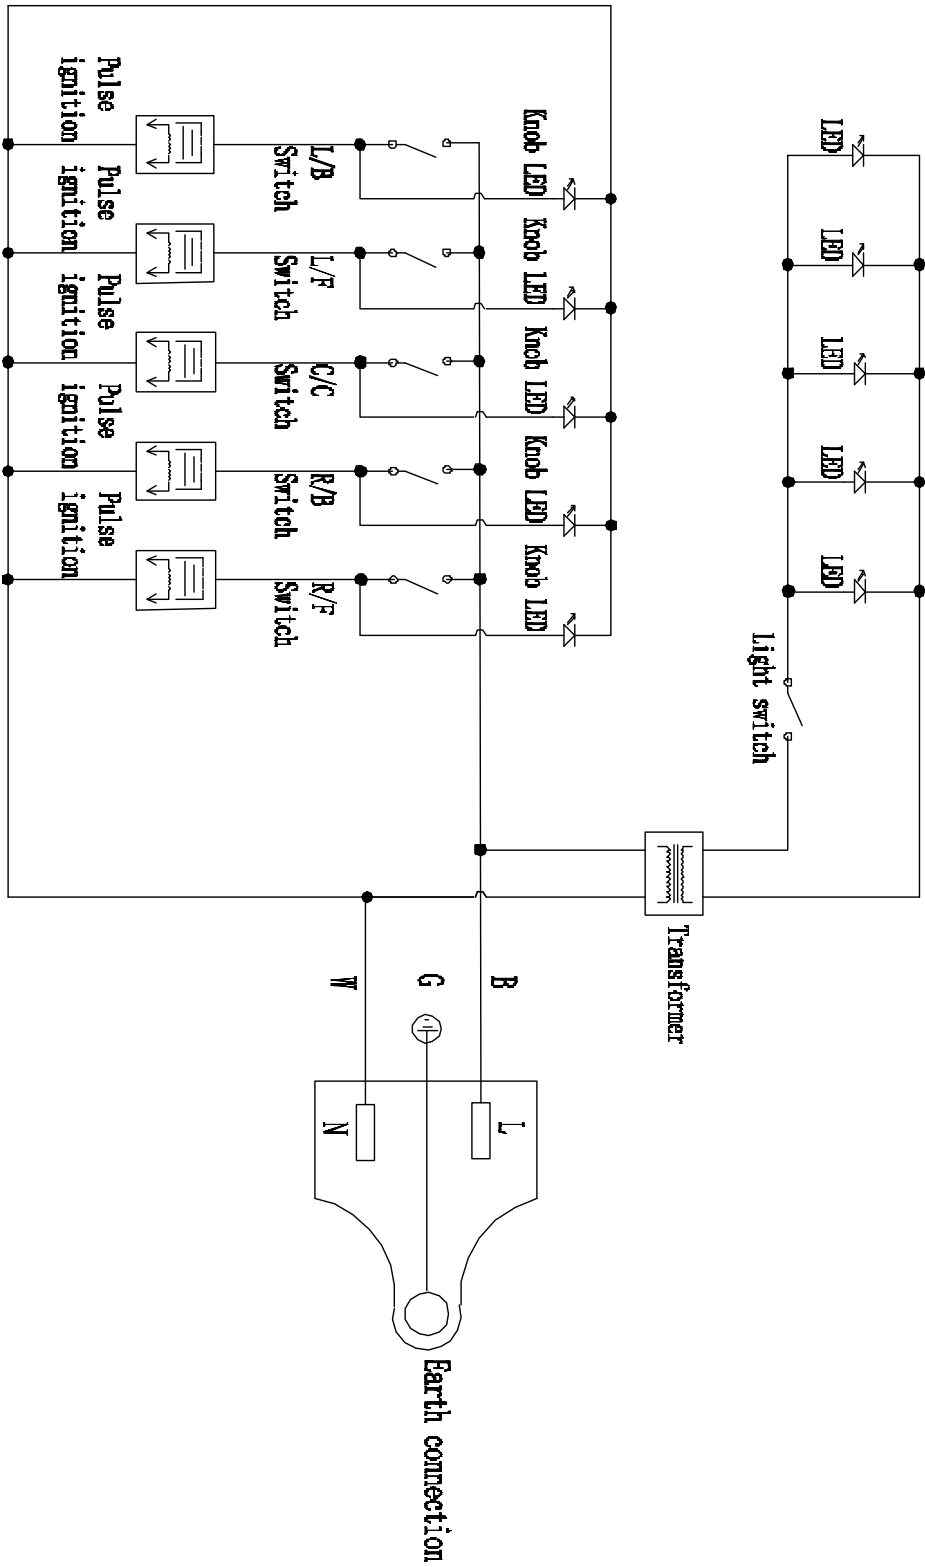 LED
LED
LED
LED
LED
Light switch
Transformer
Knob LED
Knob LED
Knob LED
Knob LED
Knob LED
L
B
G
Earth connection
W
N
L/B
Switch
L/F
Switch
C/C
Switch
R/B
Switch
R/F
Switch
Pulse
ignition
Pulse
ignition
Pulse
ignition
Pulse
ignition
Pulse
ignition